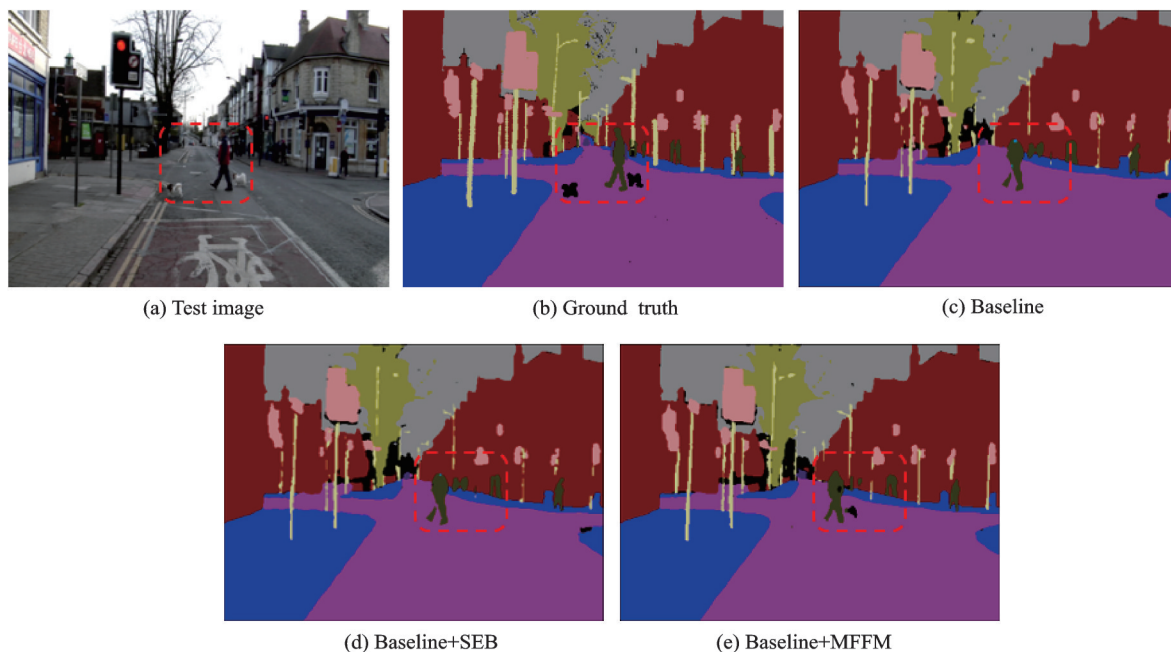 (a) Test image
(b) Ground truth
(c) Baseline
(d) Baseline+SEB
(e) Baseline+MFFM